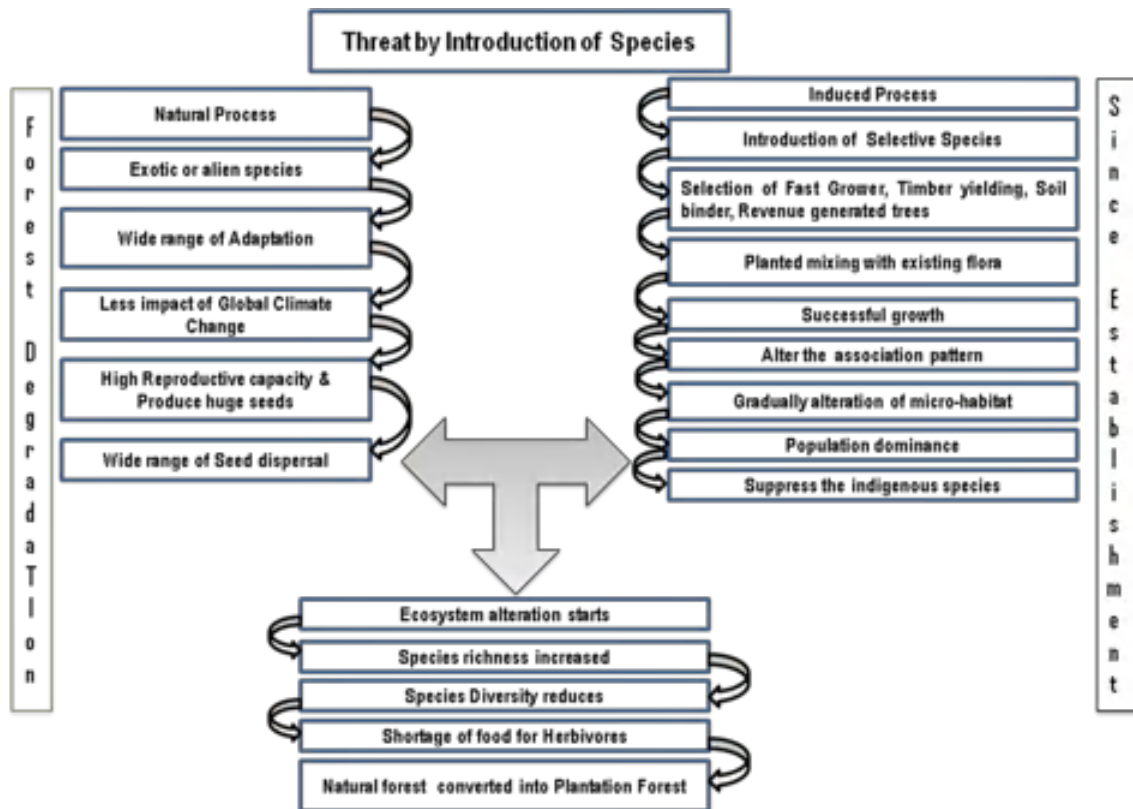 Threat by Introduction of Species
Forest DegradaTIon
Natural Process
Exotic or alien species
Wide range of Adaptation
Less impact of Global Climate
Change
High Reproductive capacity &
Produce huge seeds
Wide range of Seed dispersal
Induced Process
Introduction of Selective Species
Selection of Fast Grower, Timber yielding, Soil
binder, Revenue generated trees
Planted mixing with existing flora
Successful growth
Alter the association pattern
Gradually alteration of micro-habitat
Population dominance
Suppress the indigenous species
Since Establishment
Ecosystem alteration starts
Species richness increased
Species Diversity reduces
Shortage of food for Herbivores
Natural forest converted into Plantation Forest